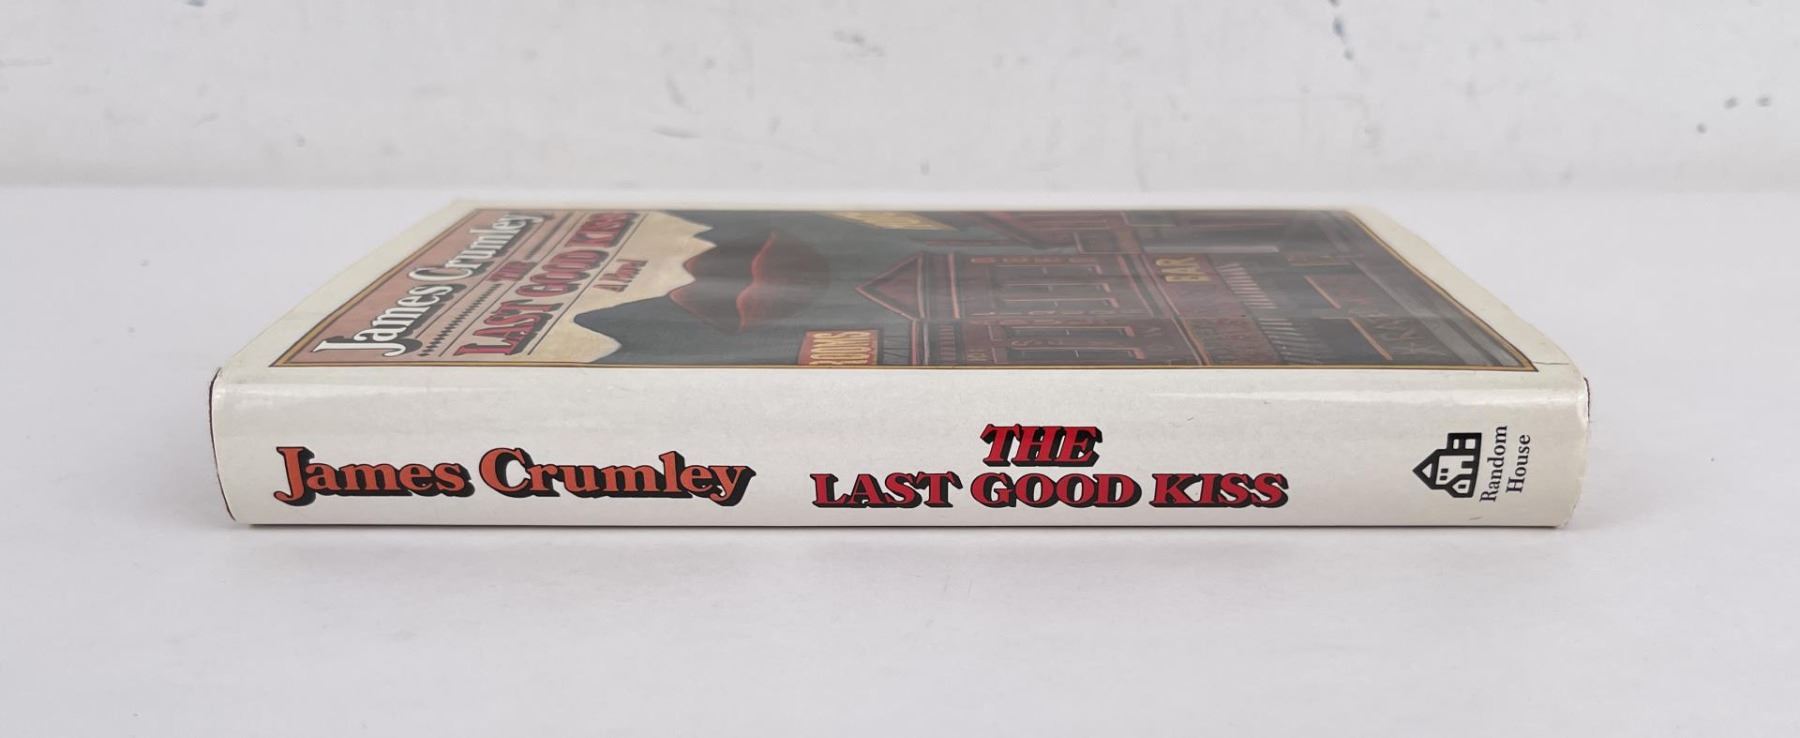 James Crumley
THE
LAST GOOD KISS
A Novel
ROOMS
BAR
James Crumley
THE
LAST GOOD KISS
Random
House